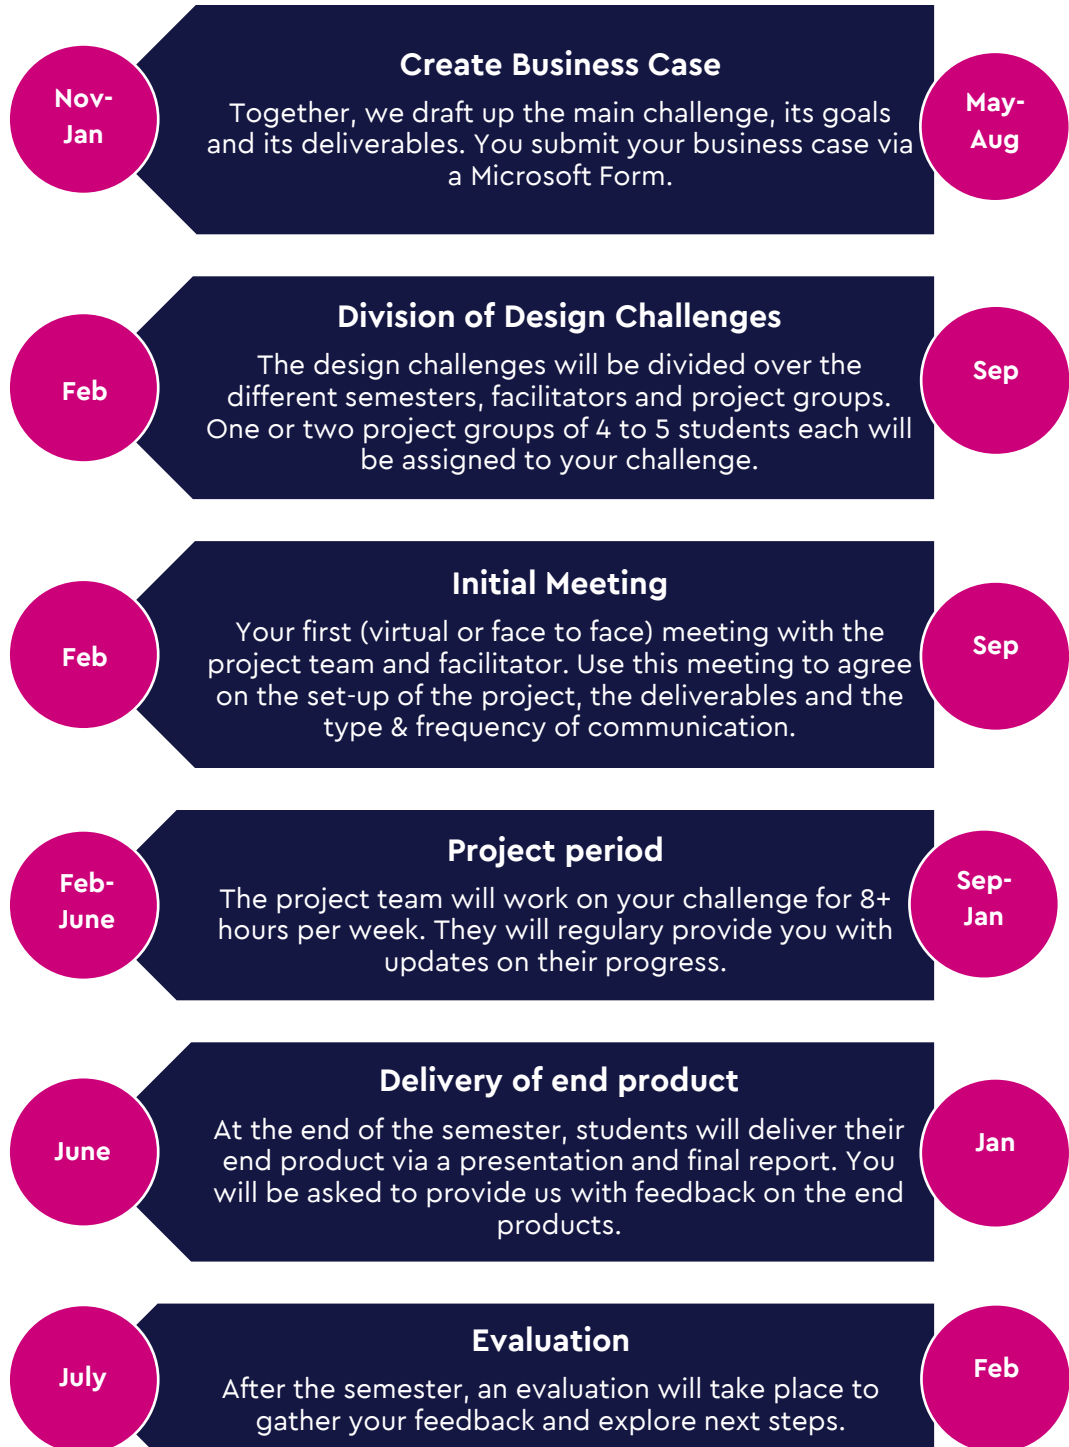 Nov-
Jan
Create Business Case
Together, we draft up the main challenge, its goals
and its deliverables. You submit your business case via
a Microsoft Form.
May-
Aug
Feb
Division of Design Challenges
The design challenges will be divided over the
different semesters, facilitators and project groups.
One or two project groups of 4 to 5 students each will
be assigned to your challenge.
Sep
Feb
Initial Meeting
Your first (virtual or face to face) meeting with the
project team and facilitator. Use this meeting to agree
on the set-up of the project, the deliverables and the
type & frequency of communication.
Sep
Feb-
June
Project period
The project team will work on your challenge for 8+
hours per week. They will regulary provide you with
updates on their progress.
Sep-
Jan
June
Delivery of end product
At the end of the semester, students will deliver their
end product via a presentation and final report. You
will be asked to provide us with feedback on the end
products.
Jan
July
Evaluation
After the semester, an evaluation will take place to
gather your feedback and explore next steps.
Feb